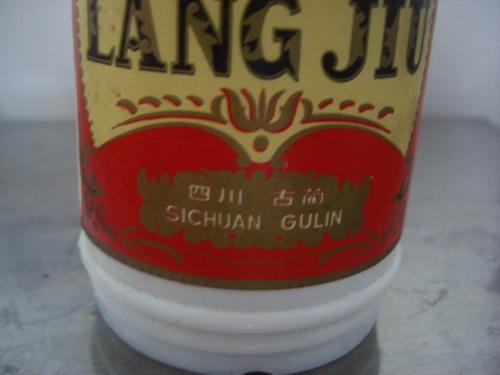 LANG JIU
四川 古蔺
SICHUAN GULIN